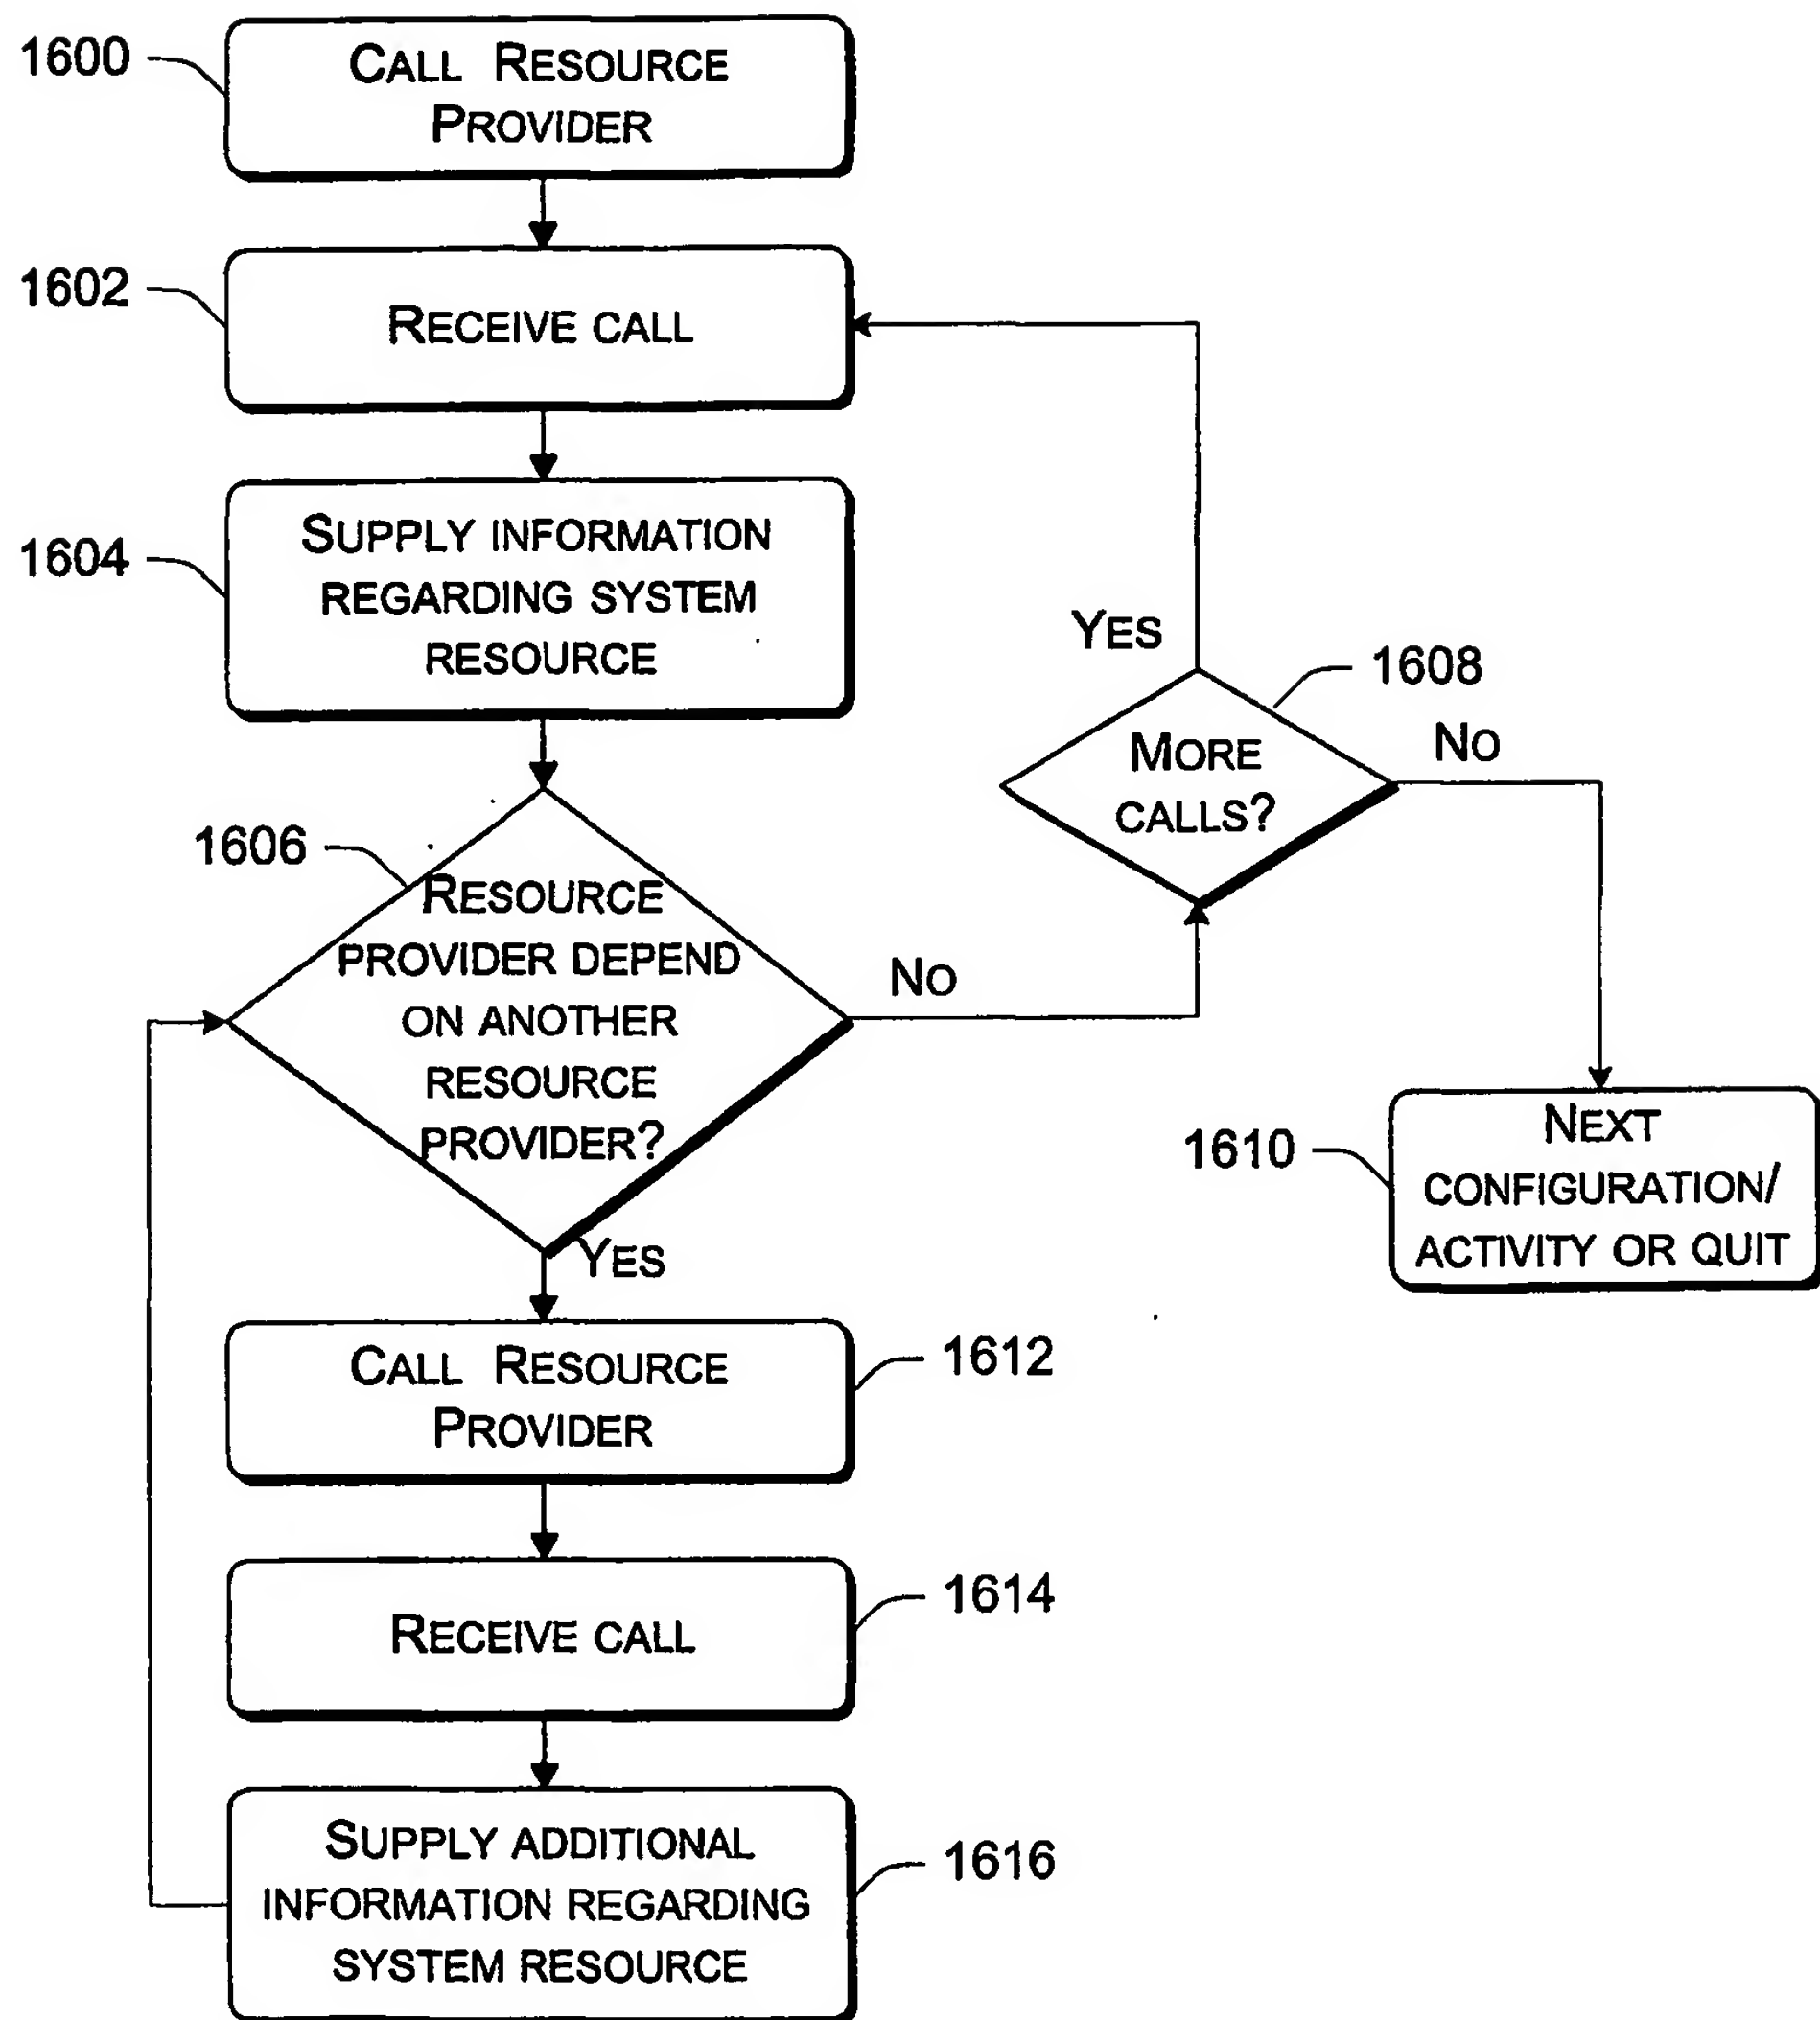 1600
CALL RESOURCE
PROVIDER
1602
RECEIVE CALL
1604
SUPPLY INFORMATION
REGARDING SYSTEM
RESOURCE
YES
1608
MORE
CALLS?
NO
1606
RESOURCE
PROVIDER DEPEND
ON ANOTHER
RESOURCE
PROVIDER?
NO
YES
1610
NEXT
CONFIGURATION/
ACTIVITY OR QUIT
CALL RESOURCE
PROVIDER
1612
RECEIVE CALL
1614
SUPPLY ADDITIONAL
INFORMATION REGARDING
SYSTEM RESOURCE
1616